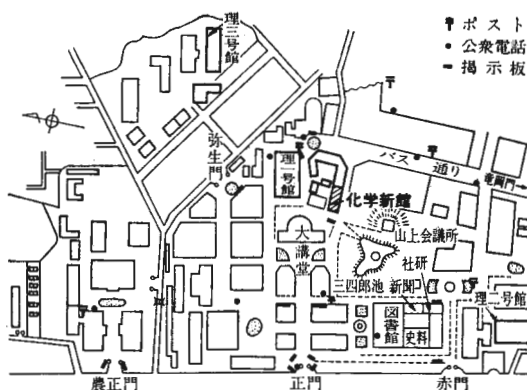 ポスト
公衆電話
掲示板
理三号館
弥生門
理二号館
バス通り
竜岡門
化学新館
山上会議所
大講堂
三四郎池
社研
新聞
図書館
史料
理二号館
農正門
正門
赤門